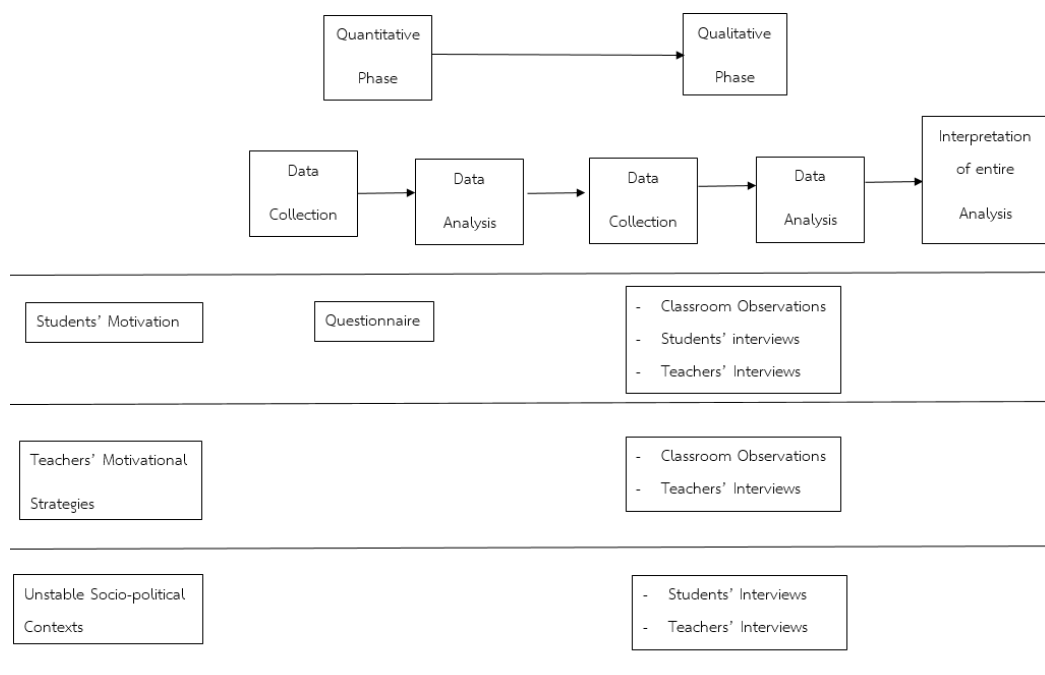 Quantitative
Phase
Qualitative
Phase
Data
Collection
Data
Analysis
Data
Collection
Data
Analysis
Interpretation
of entire
Analysis
Students’ Motivation
Questionnaire
- Classroom Observations
- Students’ interviews
- Teachers’ Interviews
Teachers’ Motivational
Strategies
- Classroom Observations
- Teachers’ Interviews
Unstable Socio-political
Contexts
- Students’ Interviews
- Teachers’ Interviews